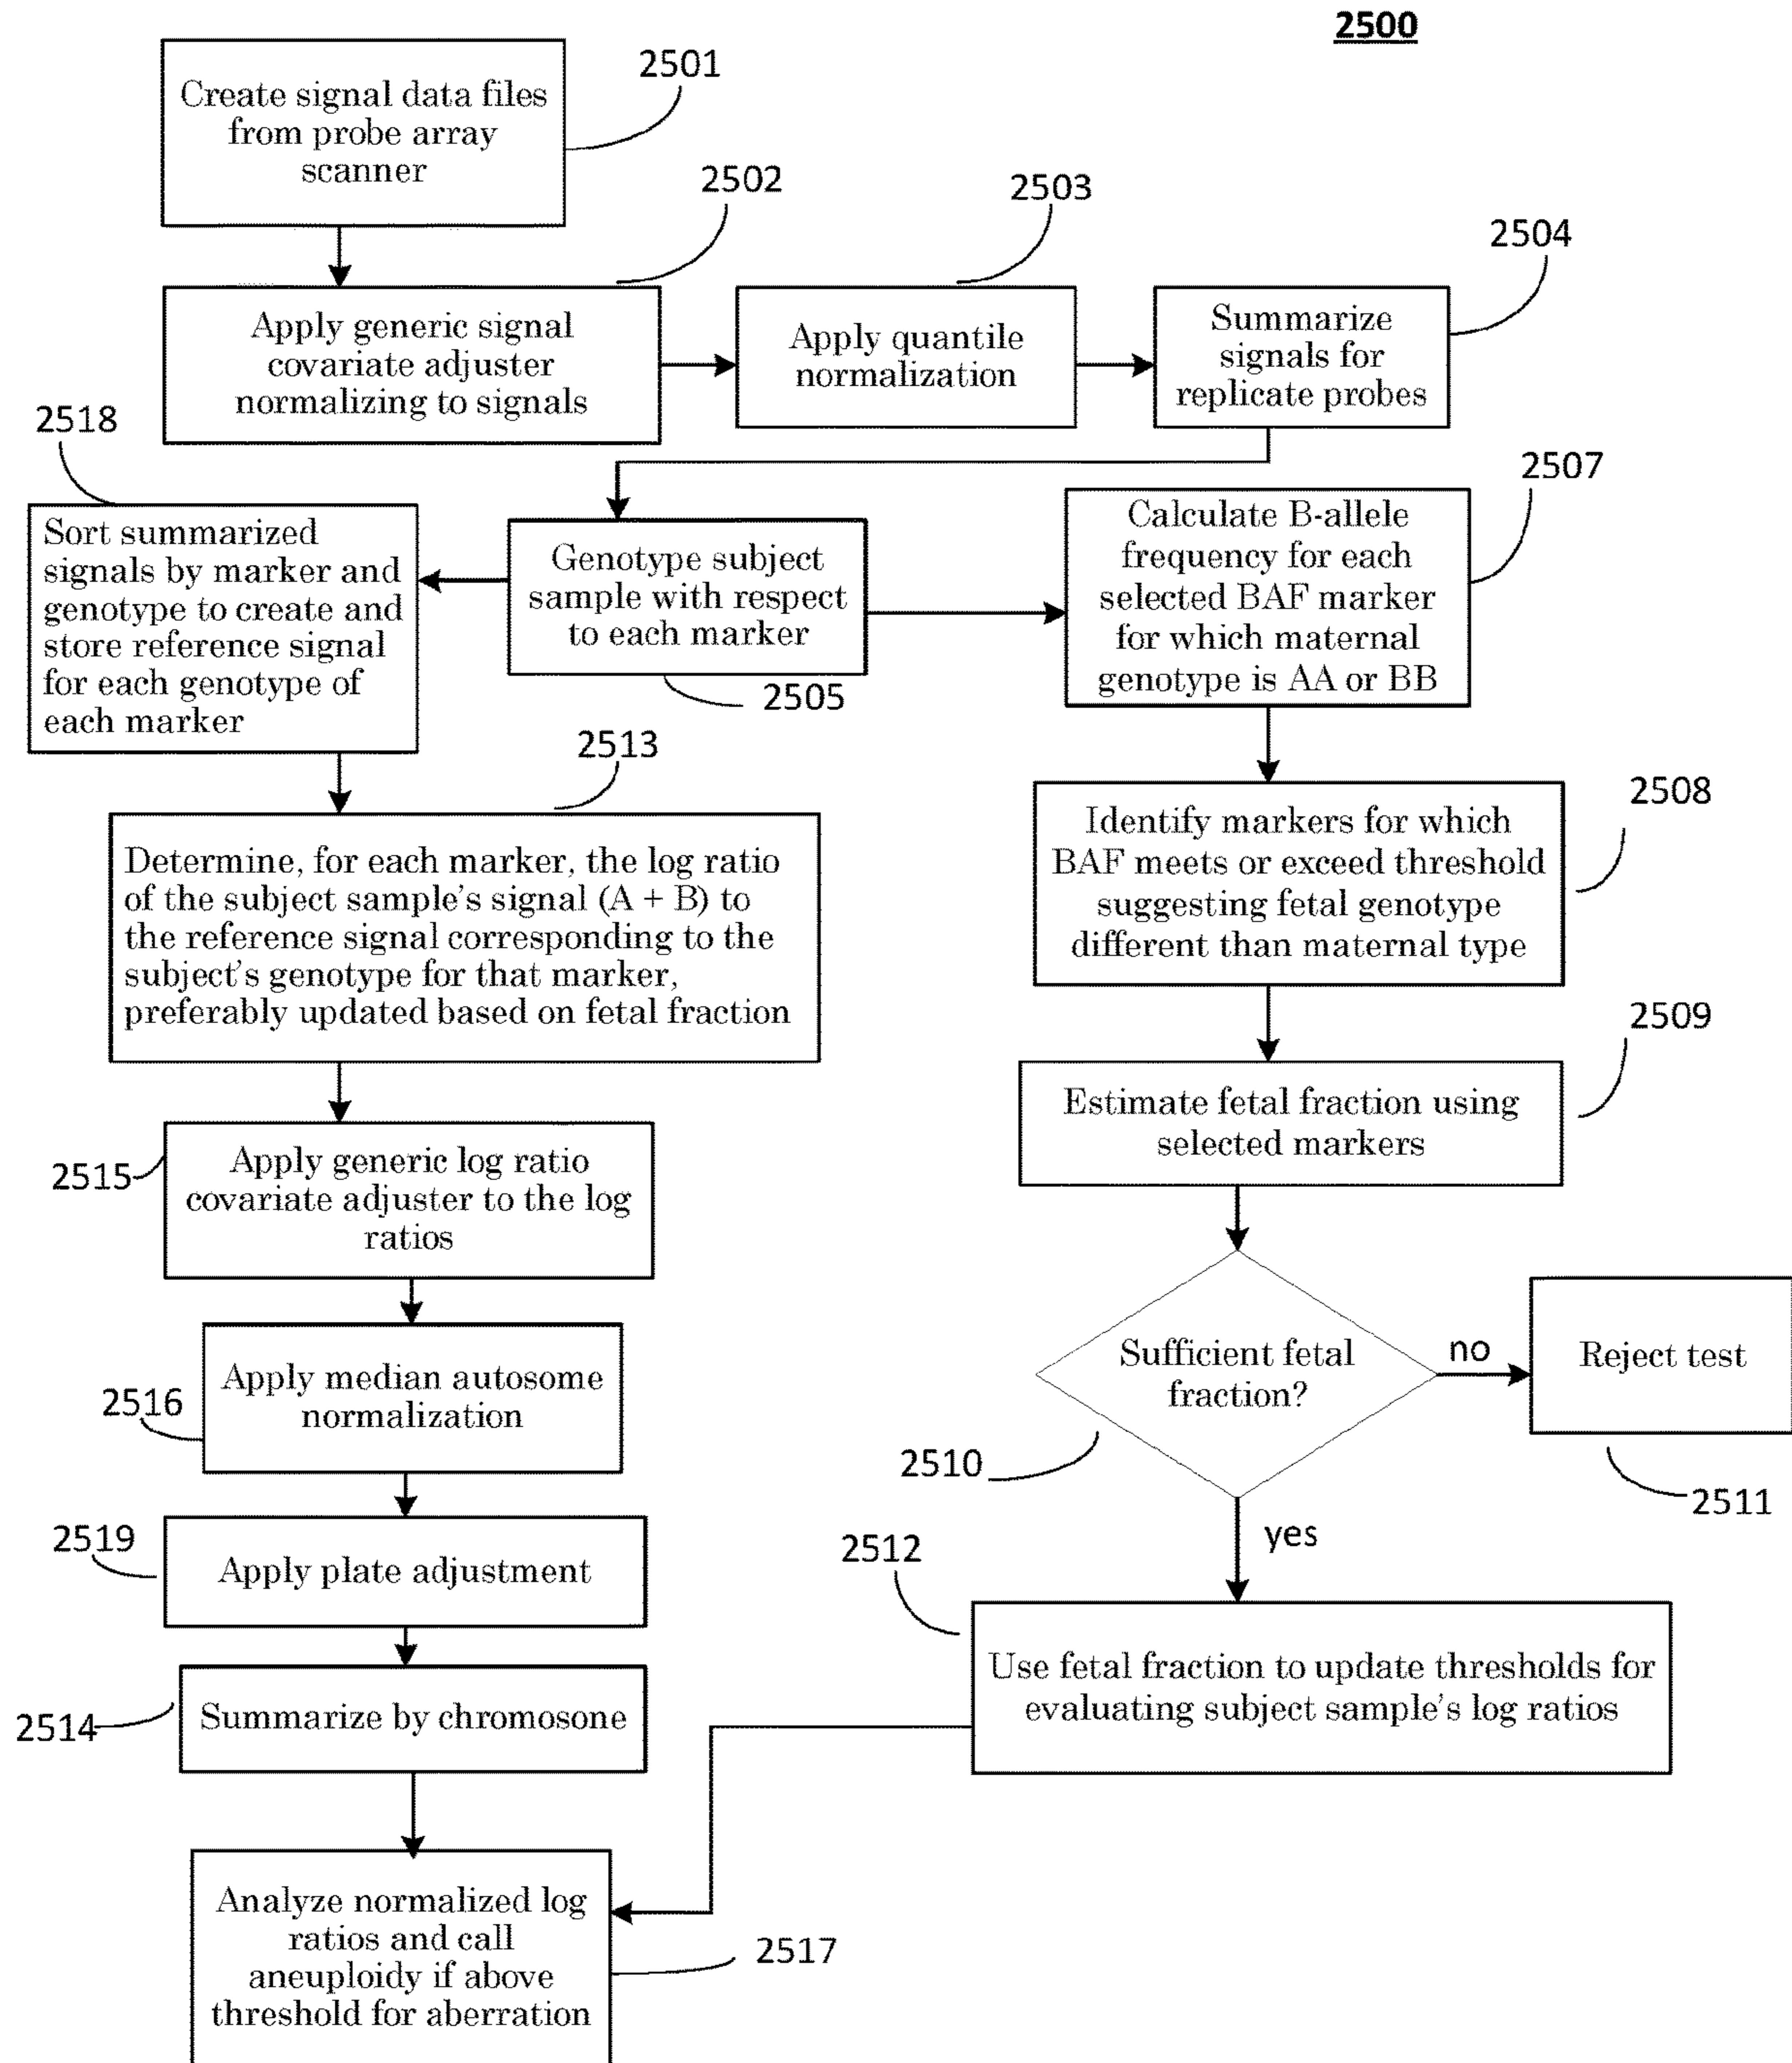 2500
Create signal data files
from probe array
scanner
2501
2502
2503
2504
Apply generic signal
covariate adjuster
normalizing to signals
Apply quantile
normalization
Summarize
signals for
replicate probes
2518
2507
Sort summarized
signals by marker and
genotype to create and
store reference signal
for each genotype of
each marker
Genotype subject
sample with respect
to each marker
2505
Calculate B-allele
frequency for each
selected BAF marker
for which maternal
genotype is AA or BB
2513
2508
Determine, for each marker, the log ratio
of the subject sample's signal (A + B) to
the reference signal corresponding to the
subject's genotype for that marker,
preferably updated based on fetal fraction
Identify markers for which
BAF meets or exceed threshold
suggesting fetal genotype
different than maternal type
2509
2515
Apply generic log ratio
covariate adjuster to the log
ratios
Estimate fetal fraction using
selected markers
2516
Apply median autosome
normalization
Sufficient fetal
fraction?
no
Reject test
2510
2511
yes
2519
Apply plate adjustment
2512
2514
Summarize by chromosone
Use fetal fraction to update thresholds for
evaluating subject sample's log ratios
Analyze normalized log
ratios and call
aneuploidy if above
threshold for aberration
2517